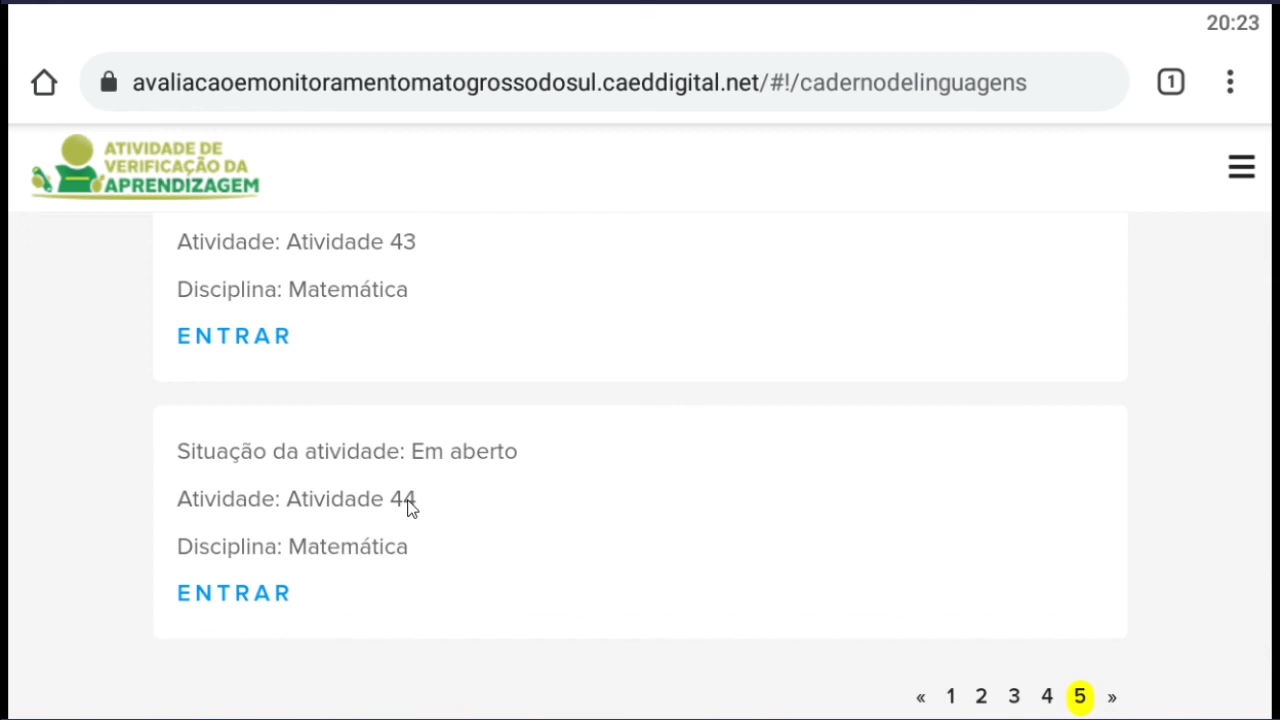 20:23
avaliacaoemonitoramentomatogrossodosul.caeddigital.net/#!/cadernodelinguagens
1
ATIVIDADE DE
VERIFICAÇÃO DA
APRENDIZAGEM
Atividade: Atividade 43
Disciplina: Matemática
ENTRAR
Situação da atividade: Em aberto
Atividade: Atividade 44
Disciplina: Matemática
ENTRAR
« 1 2 3 4 5 »